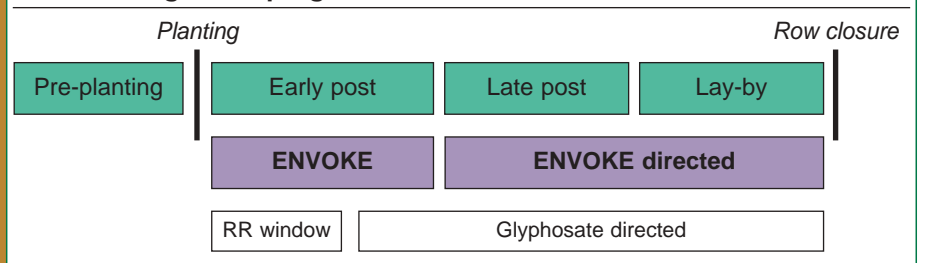 Planting Row closure
Pre-planting Early post Late post Lay-by
ENVOKE ENVOKE directed
RR window Glyphosate directed